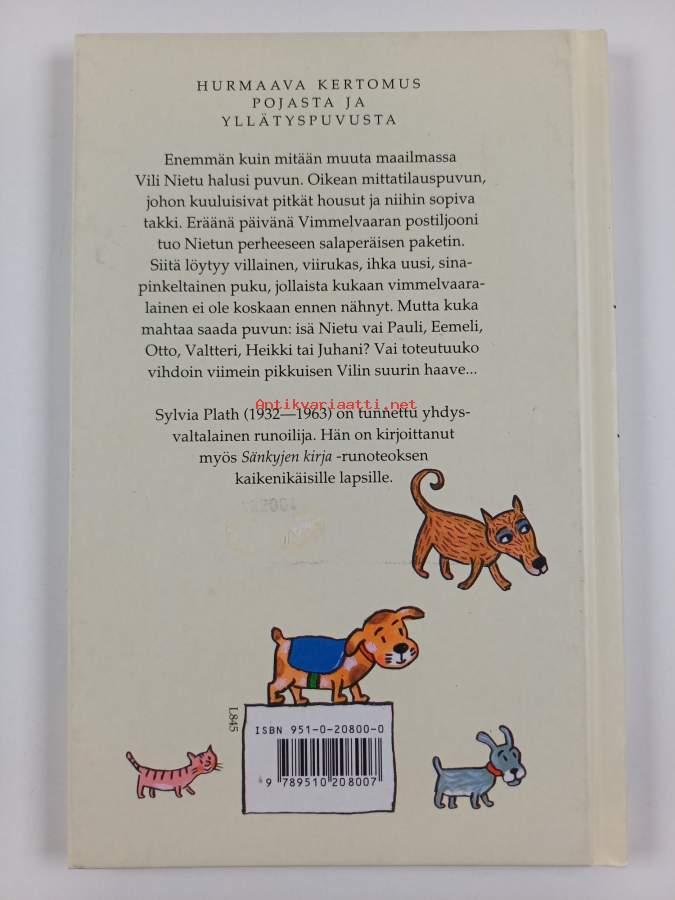 HURMAAVA KERTOMUS
POJASTA JA
YLLÄTYSPUVUSTA
Enemmän kuin mitään muuta maailmassa
Vili Nietu halusi puvun. Oikean mittatilauspuvun,
johon kuuluisivat pitkät housut ja niihin sopiva
takki. Eräänä päivänä Vimmelvaaran postiljooni
tuo Nietun perheeseen salaperäisen paketin.
Siitä löytyy villainen, viirukas, ihka uusi, sina-
pinkeltainen puku, jollaista kukaan vimmelvaara-
lainen ei ole koskaan ennen nähnyt. Mutta kuka
mahtaa saada puvun: isä Nietu vai Pauli, Eemeli,
Otto, Valtteri, Heikki tai Juhani? Vai toteutuuko
vihdoin viimein pikkuisen Vilin suurin haave...
Antikvariaatti.net
Sylvia Plath (1932—1963) on tunnettu yhdys-
valtalainen runoilija. Hän on kirjoittanut
myös Sänkyjen kirja -runoteoksen
kaikenikäisille lapsille.
L845
ISBN 951-0-20800-0
9 789510 208007